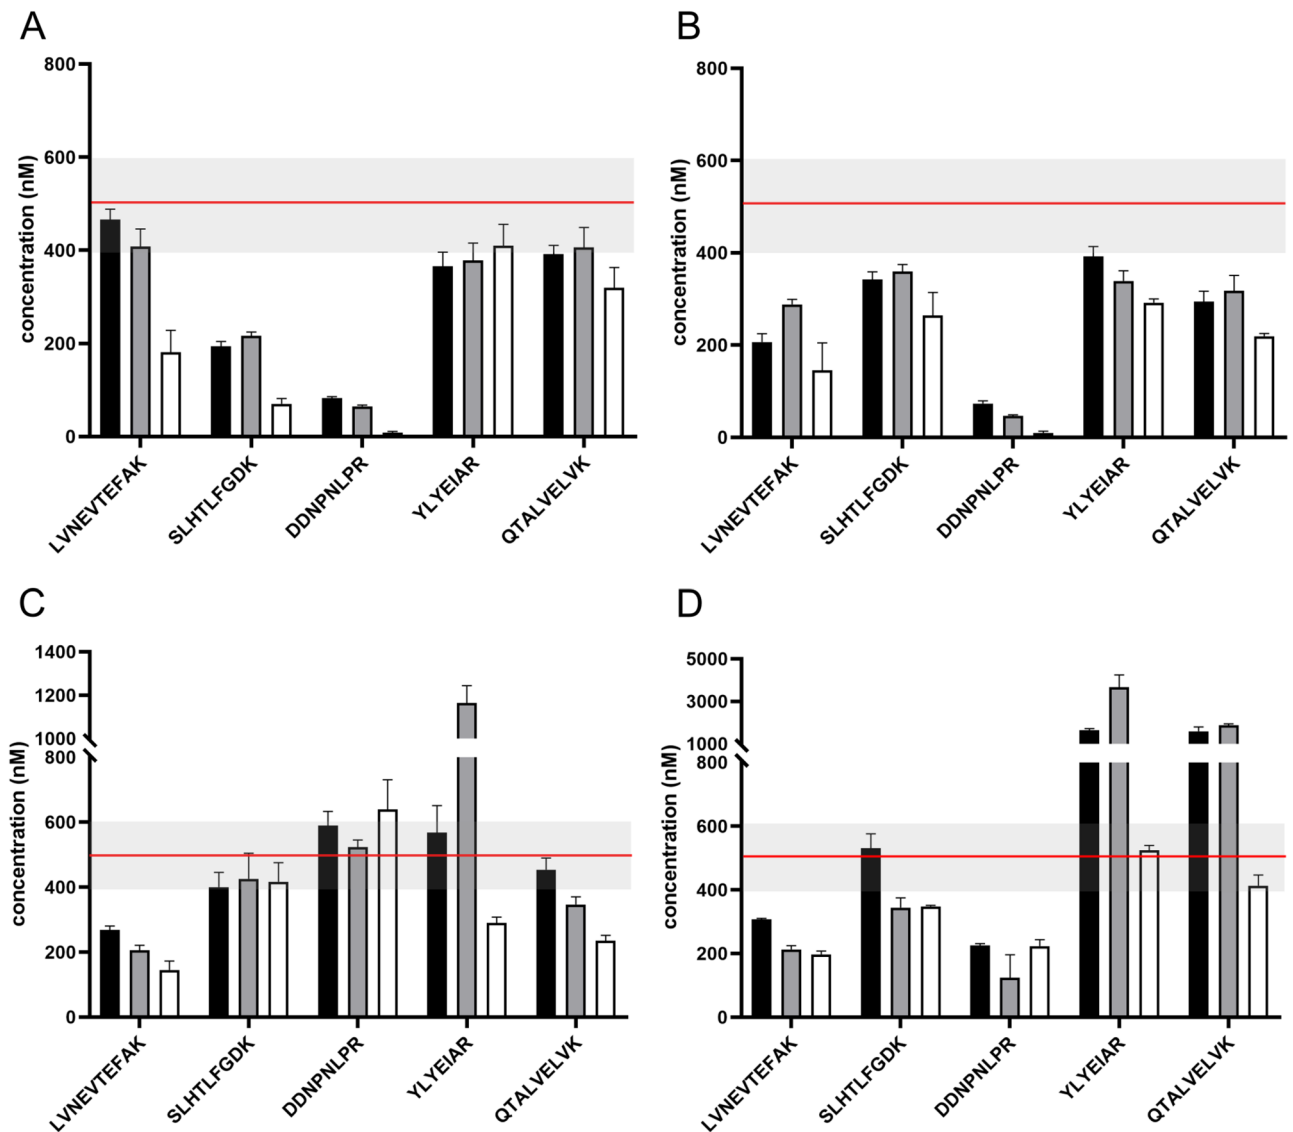 A
concentration (nM)
800
600
400
200
0
LVNEVTEFAK
SLHTLFGDK
DDNPNLPR
YLYEIAR
QTALVELVK
B
concentration (nM)
800
600
400
200
0
LVNEVTEFAK
SLHTLFGDK
DDNPNLPR
YLYEIAR
QTALVELVK
C
concentration (nM)
1400
1200
1000
800
600
400
200
0
LVNEVTEFAK
SLHTLFGDK
DDNPNLPR
YLYEIAR
QTALVELVK
D
concentration (nM)
5000
3000
1000
800
600
400
200
0
LVNEVTEFAK
SLHTLFGDK
DDNPNLPR
YLYEIAR
QTALVELVK